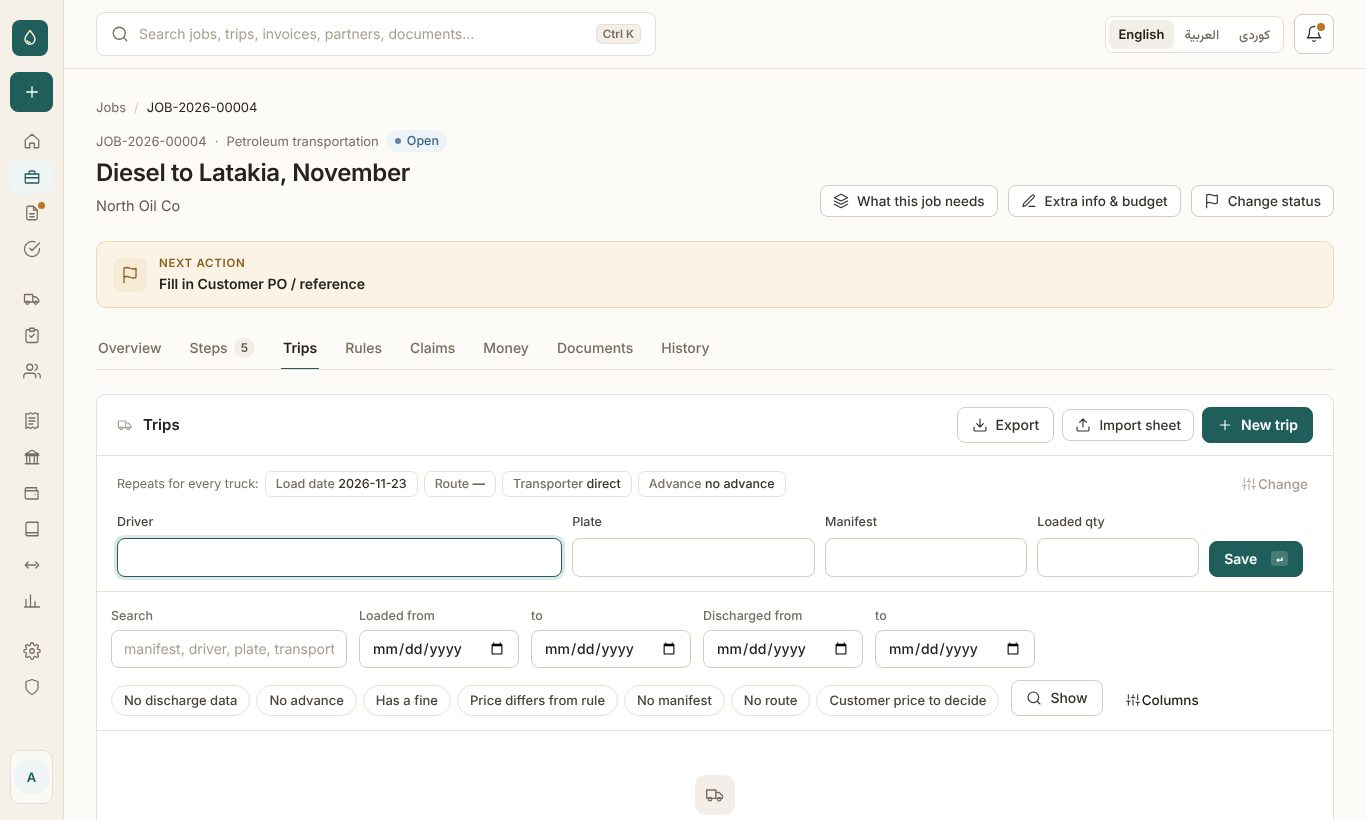 Search jobs, trips, invoices, partners, documents...
Ctrl K
English
العربية
کوردی
Jobs / JOB-2026-00004
JOB-2026-00004 · Petroleum transportation
Open
Diesel to Latakia, November
North Oil Co
What this job needs
Extra info & budget
Change status
NEXT ACTION
Fill in Customer PO / reference
Overview
Steps 5
Trips
Rules
Claims
Money
Documents
History
Trips
Export
Import sheet
New trip
Repeats for every truck:
Load date 2026-11-23
Route —
Transporter direct
Advance no advance
Change
Driver
Plate
Manifest
Loaded qty
Save ↵
Search
Loaded from
to
Discharged from
to
manifest, driver, plate, transport
mm/dd/yyyy
mm/dd/yyyy
mm/dd/yyyy
mm/dd/yyyy
No discharge data
No advance
Has a fine
Price differs from rule
No manifest
No route
Customer price to decide
Show
Columns
A